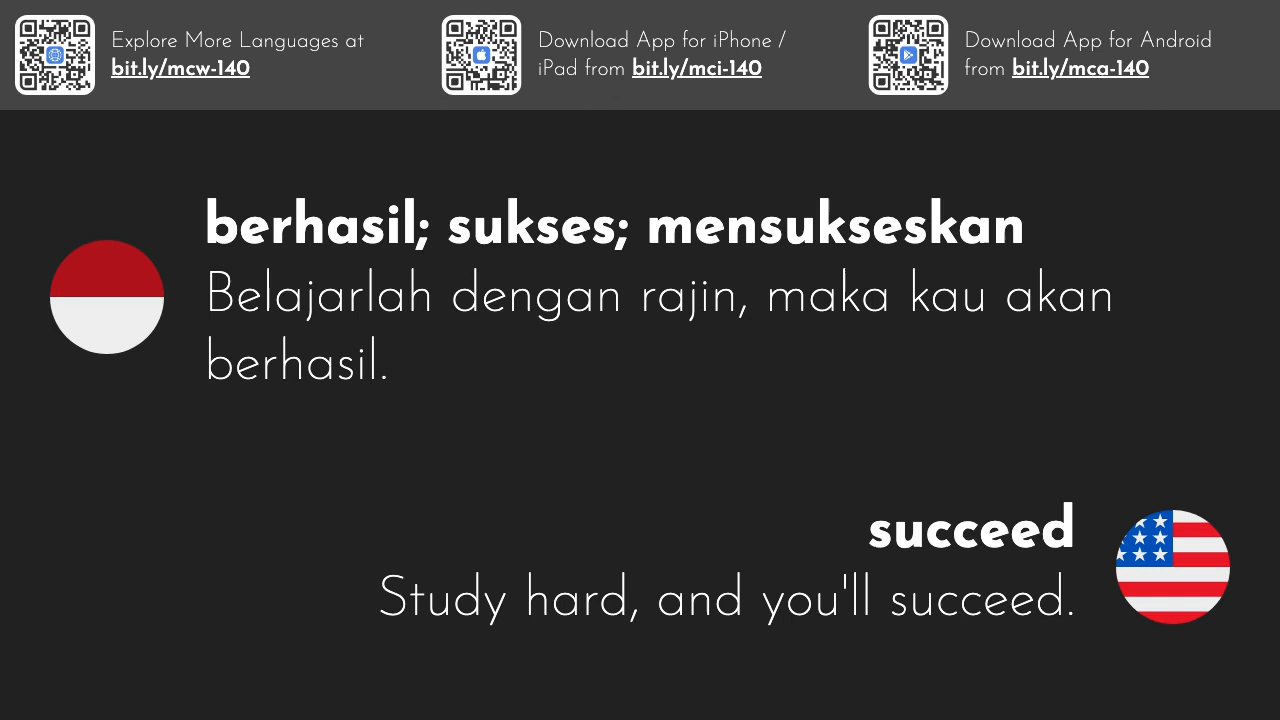 Explore More Languages at
bit.ly/mcw-140
Download App for iPhone /
iPad from bit.ly/mci-140
Download App for Android
from bit.ly/mca-140
berhasil; sukses; mensukseskan
Belajarlah dengan rajin, maka kau akan
berhasil.
succeed
Study hard, and you'll succeed.